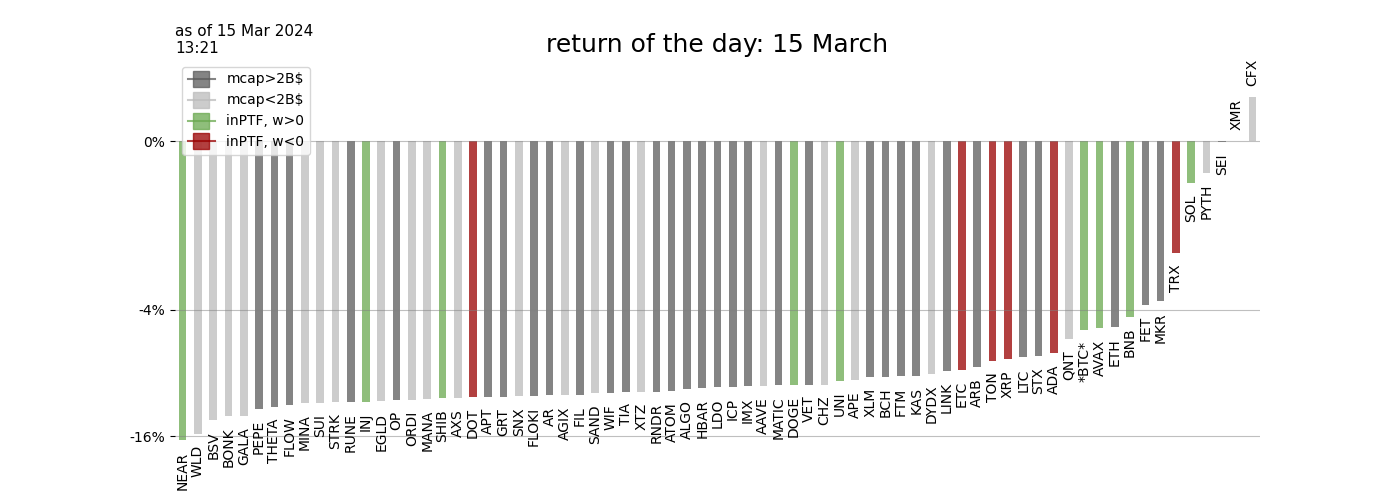 as of 15 Mar 2024
13:21
return of the day: 15 March
mcap>2B$
mcap<2B$
inPTF, w>0
inPTF, w<0
0%
-4%
-16%
NEAR
WLD
BSV
BONK
GALA
PEPE
THETA
FLOW
MINA
SUI
STRK
RUNE
INJ
EGLD
OP
ORDI
MANA
SHIB
AXS
DOT
APT
GRT
SNX
FLOKI
AR
AGIX
FIL
SAND
WIF
TIA
XTZ
RNDR
ATOM
ALGO
HBAR
LDO
ICP
IMX
AAVE
MATIC
DOGE
VET
CHZ
UNI
APE
XLM
BCH
FTM
KAS
DYDX
LINK
ETC
ARB
TON
XRP
LTC
STX
ADA
QNT
*BTC*
AVAX
ETH
BNB
FET
MKR
TRX
SOL
PYTH
SEI
XMR
CFX